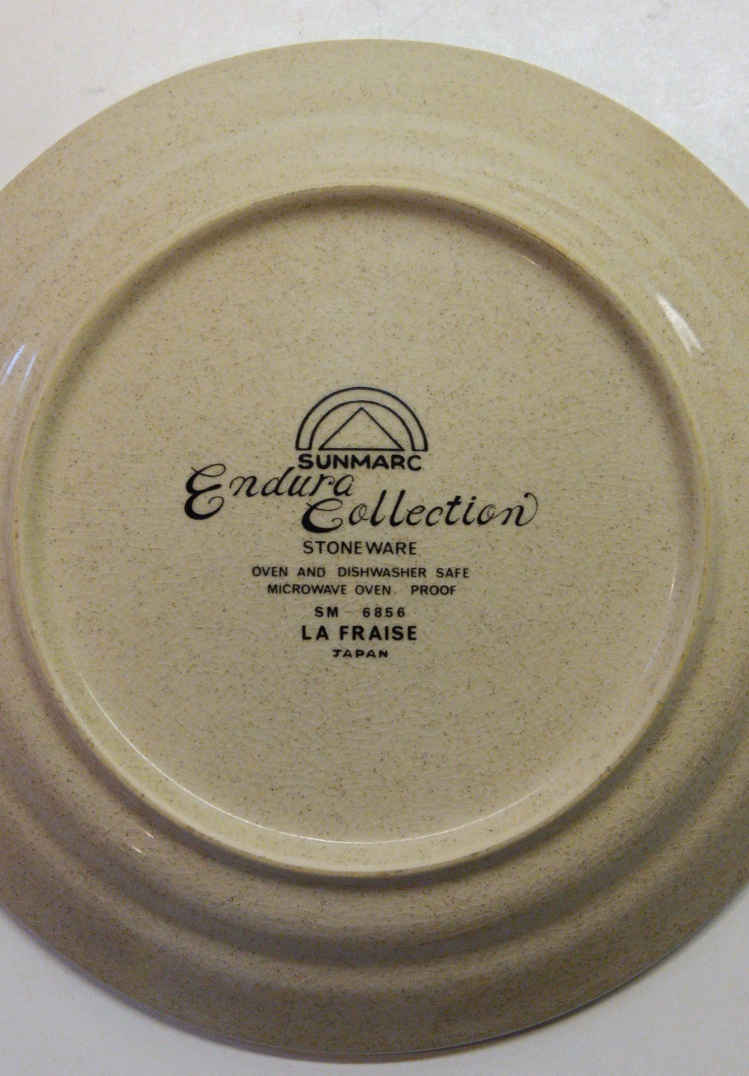 SUNMARC
Endura
Collection
STONEWARE
OVEN AND DISHWASHER SAFE
MICROWAVE OVEN PROOF
SM 6856
LA FRAISE
JAPAN